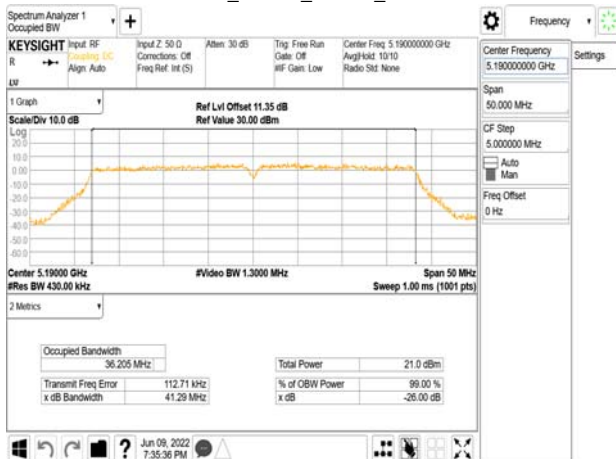 Spectrum Analyzer 1
Occupied BW
+
Frequency
KEYSIGHT
R
LVI
Input: RF
Coupling: DC
Align: Auto
Input Z: 50 Ω
Corrections: Off
Freq Ref: Int (S)
Atten: 30 dB
Trig: Free Run
Gate: Off
#IF Gain: Low
Center Freq: 5.190000000 GHz
Avg|Hold: 10/10
Radio Std: None
Center Frequency
5.190000000 GHz
Settings
Span
50.000 MHz
CF Step
5.000000 MHz
Auto
Man
Freq Offset
0 Hz
1 Graph
Scale/Div 10.0 dB
Ref Lvl Offset 11.35 dB
Ref Value 30.00 dBm
Log
20.0
10.0
0.00
-10.0
-20.0
-30.0
-40.0
-50.0
-60.0
Center 5.19000 GHz
#Video BW 1.3000 MHz
Span 50 MHz
#Res BW 430.00 kHz
Sweep 1.00 ms (1001 pts)
2 Metrics
Occupied Bandwidth
36.205 MHz
Total Power 21.0 dBm
Transmit Freq Error 112.71 kHz
% of OBW Power 99.00 %
x dB Bandwidth 41.29 MHz
x dB -26.00 dB
?
Jun 09, 2022
7:35:36 PM